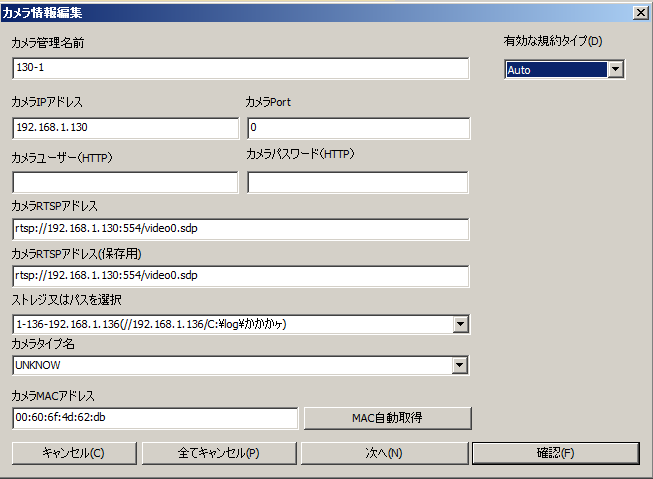 カメラ情報編集
カメラ管理名前
有効な規約タイプ(D)
130-1
Auto
カメラIPアドレス
カメラPort
192.168.1.130
0
カメラユーザー(HTTP)
カメラパスワード(HTTP)
カメラRTSPアドレス
rtsp://192.168.1.130:554/video0.sdp
カメラRTSPアドレス(保存用)
rtsp://192.168.1.130:554/video0.sdp
ストレジ又はパスを選択
1-136-192.168.1.136(//192.168.1.136/C:¥log¥かかかヶ)
カメラタイプ名
UNKNOW
カメラMACアドレス
00:60:6f:4d:62:db
MAC自動取得
キャンセル(C)
全てキャンセル(P)
次へ(N)
確認(F)